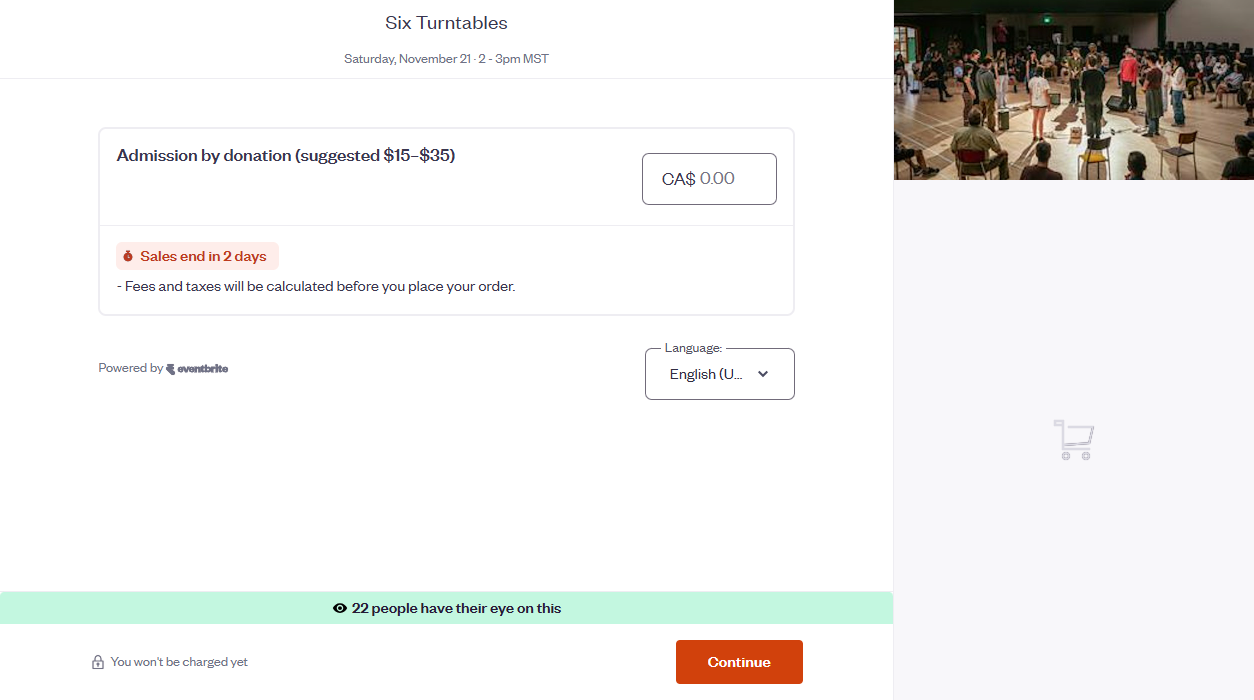 Six Turntables
Saturday, November 21 · 2 - 3pm MST
Admission by donation (suggested $15–$35)
CA$ 0.00
Sales end in 2 days
- Fees and taxes will be calculated before you place your order.
Powered by eventbrite
Language:
English (U...
22 people have their eye on this
You won't be charged yet
Continue